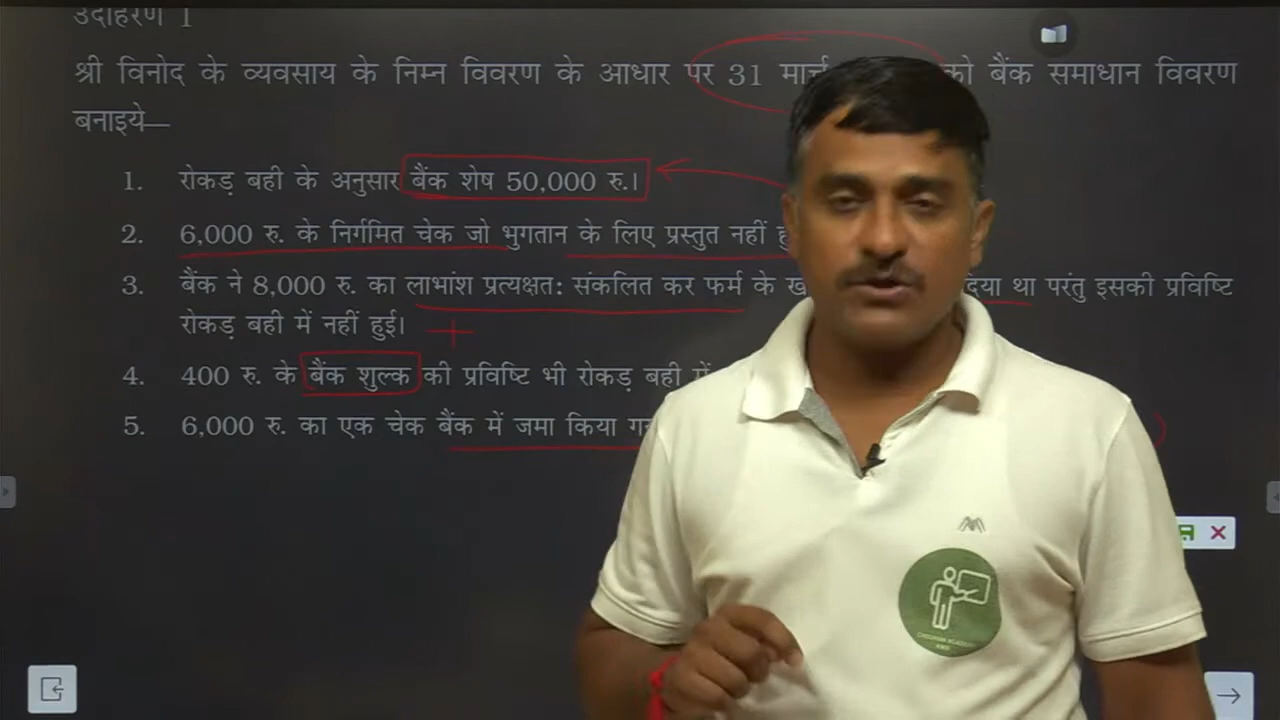 उदाहरण 1
श्री विनोद के व्यवसाय के निम्न विवरण के आधार पर 31 मार्च को बैंक समाधान विवरण
बनाइये—
1. रोकड़ बही के अनुसार बैंक शेष 50,000 रु.।
2. 6,000 रु. के निर्गमित चेक जो भुगतान के लिए प्रस्तुत नहीं
3. बैंक ने 8,000 रु. का लाभांश प्रत्यक्षत: संकलित कर फर्म के दिया था परंतु इसकी प्रविष्टि
रोकड़ बही में नहीं हुई।
4. 400 रु. के बैंक शुल्क की प्रविष्टि भी रोकड़ बही में
5. 6,000 रु. का एक चेक बैंक में जमा किया